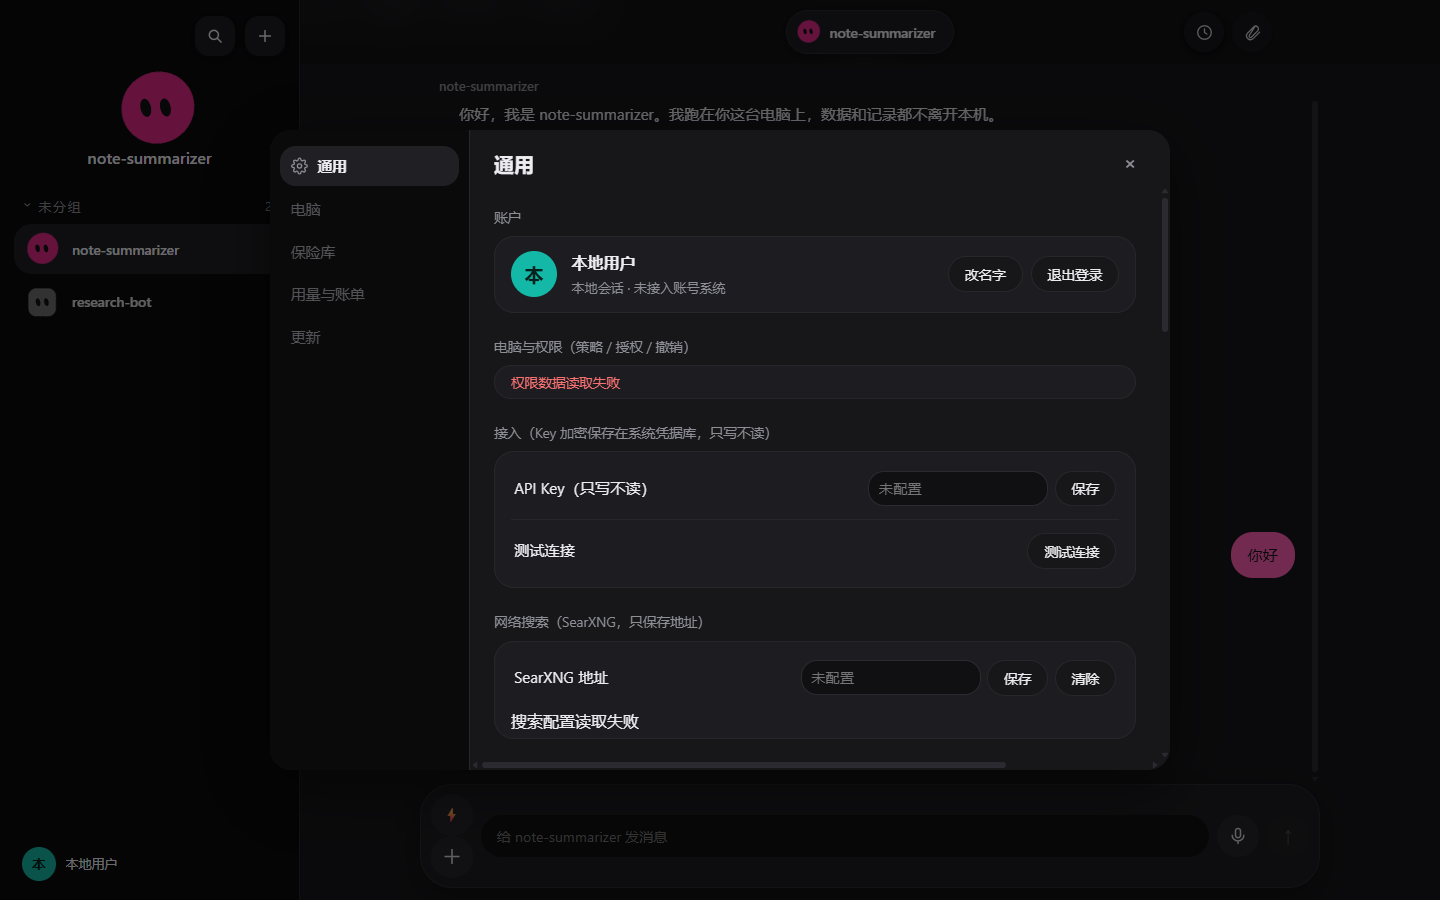 note-summarizer
未分组
note-summarizer
research-bot
本 本地用户
note-summarizer
note-summarizer
你好，我是 note-summarizer。我跑在你这台电脑上，数据和记录都不离开本机。
你好
给 note-summarizer 发消息
通用
电脑
保险库
用量与账单
更新
通用
账户
本 本地用户
本地会话 · 未接入账号系统
改名字 退出登录
电脑与权限（策略 / 授权 / 撤销）
权限数据读取失败
接入（Key 加密保存在系统凭据库，只写不读）
API Key（只写不读） 未配置 保存
测试连接 测试连接
网络搜索（SearXNG，只保存地址）
SearXNG 地址 未配置 保存 清除
搜索配置读取失败